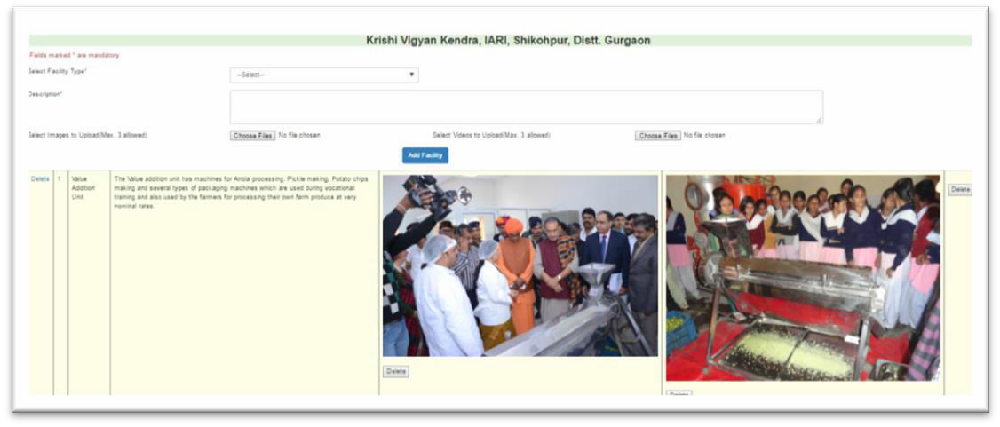 Krishi Vigyan Kendra, IARI, Shikohpur, Distt. Gurgaon
Fields marked * are mandatory
Select Facility Type*
--Select--
Description*
Select Images to Upload(Max. 3 allowed) Choose Files No file chosen Select Videos to Upload(Max. 3 allowed) Choose Files No file chosen
Add Facility
Delete 1 Value Addition Unit
The Value addition unit has machines for Anola processing. Pickle making, Potato chips
making and several types of packaging machines which are used during vocational
training and also used by the farmers for processing their own farm produce at very
nominal rates.
Delete
Delete
Delete